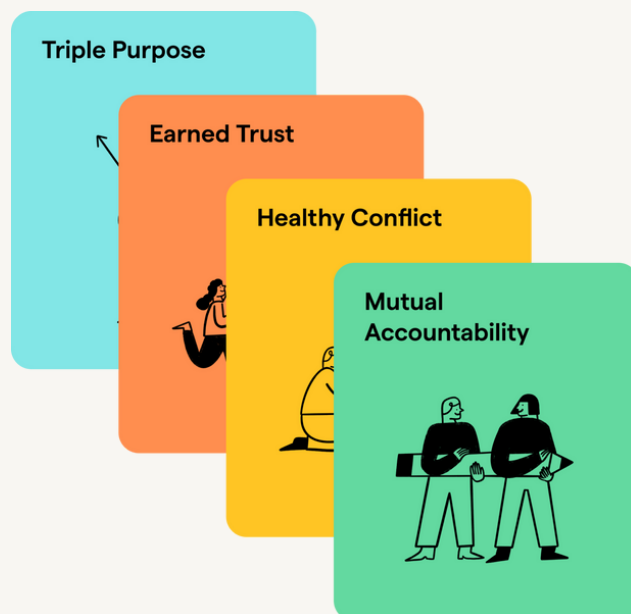 Triple Purpose
Earned Trust
Healthy Conflict
Mutual
Accountability